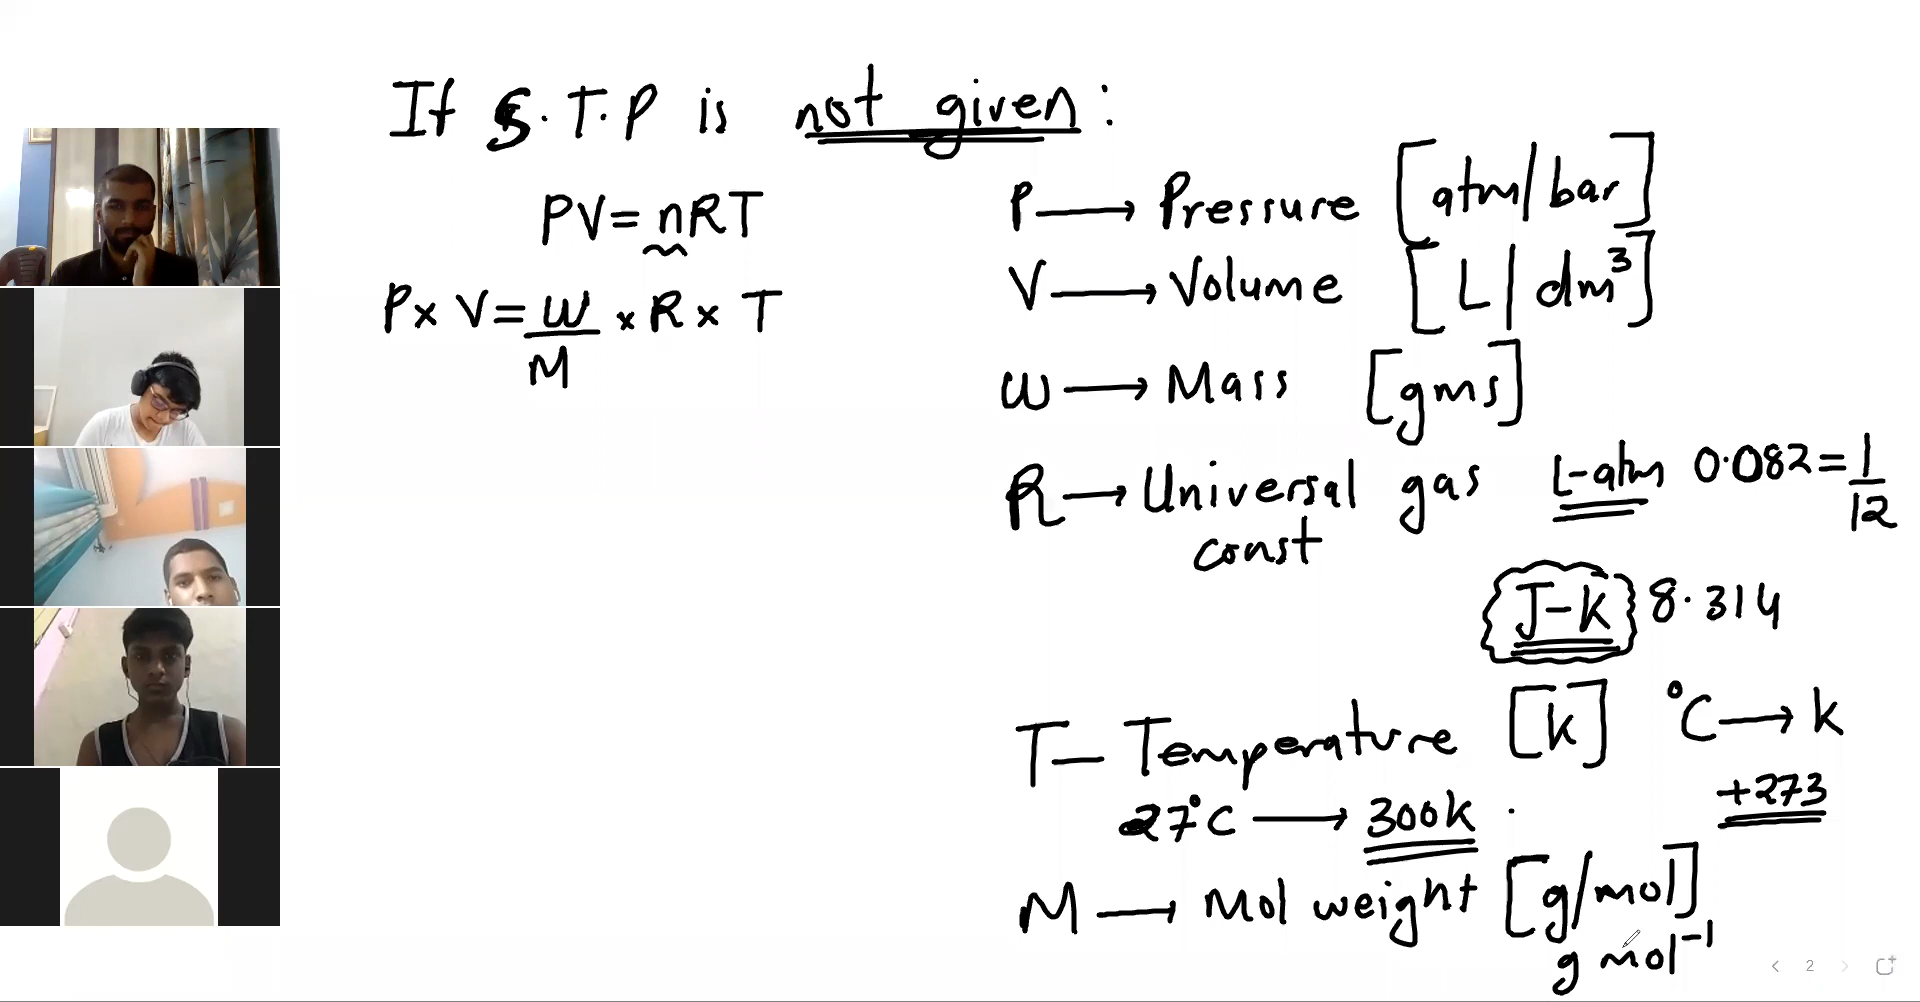 If S.T.P is not given:
PV = nRT
P x V = W/M x R x T
P → Pressure [atm/bar]
V → Volume [L/dm³]
W → Mass [gms]
R → Universal gas const
L-atm 0.082 = 1/12
J-K 8.314
T – Temperature [K] °C → K
+273
27°C → 300K .
M → Mol weight [g/mol]
g mol⁻¹
2